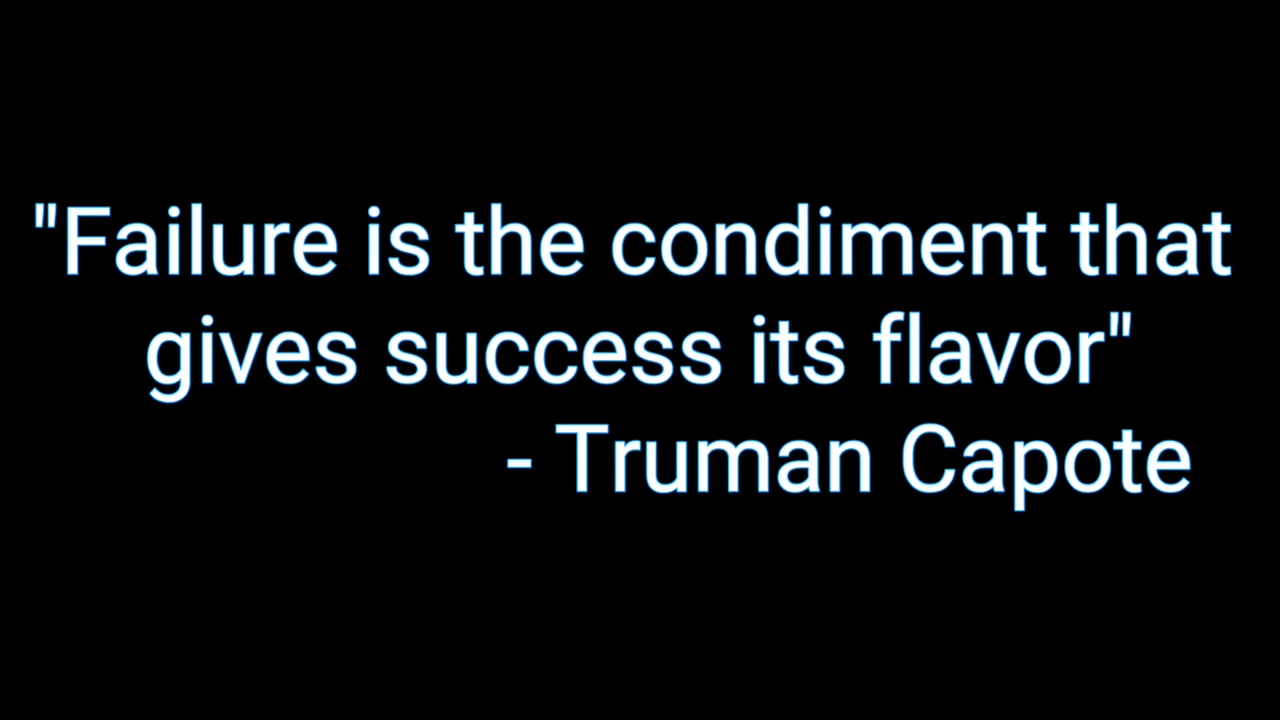 "Failure is the condiment that
gives success its flavor"
- Truman Capote